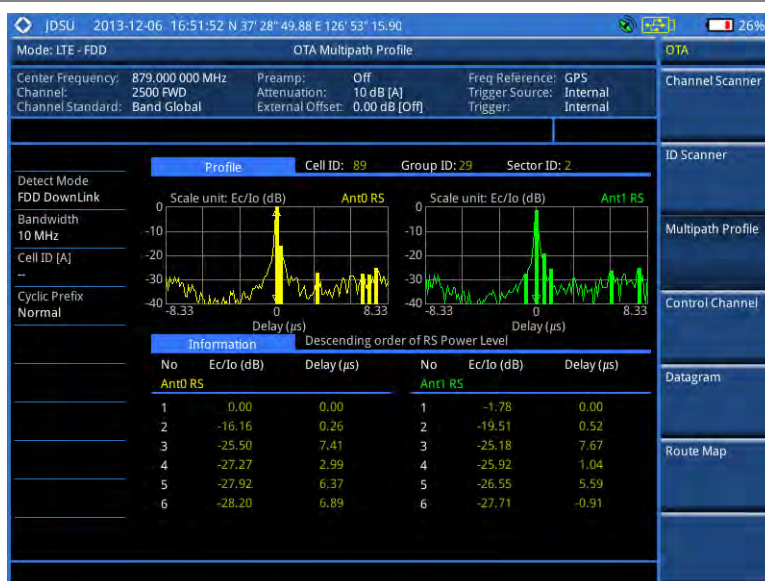 JDSU 2013-12-06 16:51:52 N 37' 28" 49.88 E 126' 53" 15.90 26%
Mode: LTE - FDD OTA Multipath Profile OTA
Center Frequency: 879.000 000 MHz Preamp: Off Freq Reference: GPS
Channel: 2500 FWD Attenuation: 10 dB [A] Trigger Source: Internal
Channel Standard: Band Global External Offset: 0.00 dB [Off] Trigger: Internal
Channel Scanner
ID Scanner
Multipath Profile
Control Channel
Datagram
Route Map
Detect Mode
FDD DownLink
Bandwidth
10 MHz
Cell ID [A]
--
Cyclic Prefix
Normal
Profile Cell ID: 89 Group ID: 29 Sector ID: 2
Scale unit: Ec/Io (dB) Ant0 RS
0
-10
-20
-30
-40
-8.33 0 8.33
Delay (µs)
Scale unit: Ec/Io (dB) Ant1 RS
0
-10
-20
-30
-40
-8.33 0 8.33
Delay (µs)
Information Descending order of RS Power Level
No Ec/Io (dB) Delay (µs) No Ec/Io (dB) Delay (µs)
Ant0 RS Ant1 RS
1 0.00 0.00 1 -1.78 0.00
2 -16.16 0.26 2 -19.51 0.52
3 -25.50 7.41 3 -25.18 7.67
4 -27.27 2.99 4 -25.92 1.04
5 -27.92 6.37 5 -26.55 5.59
6 -28.20 6.89 6 -27.71 -0.91